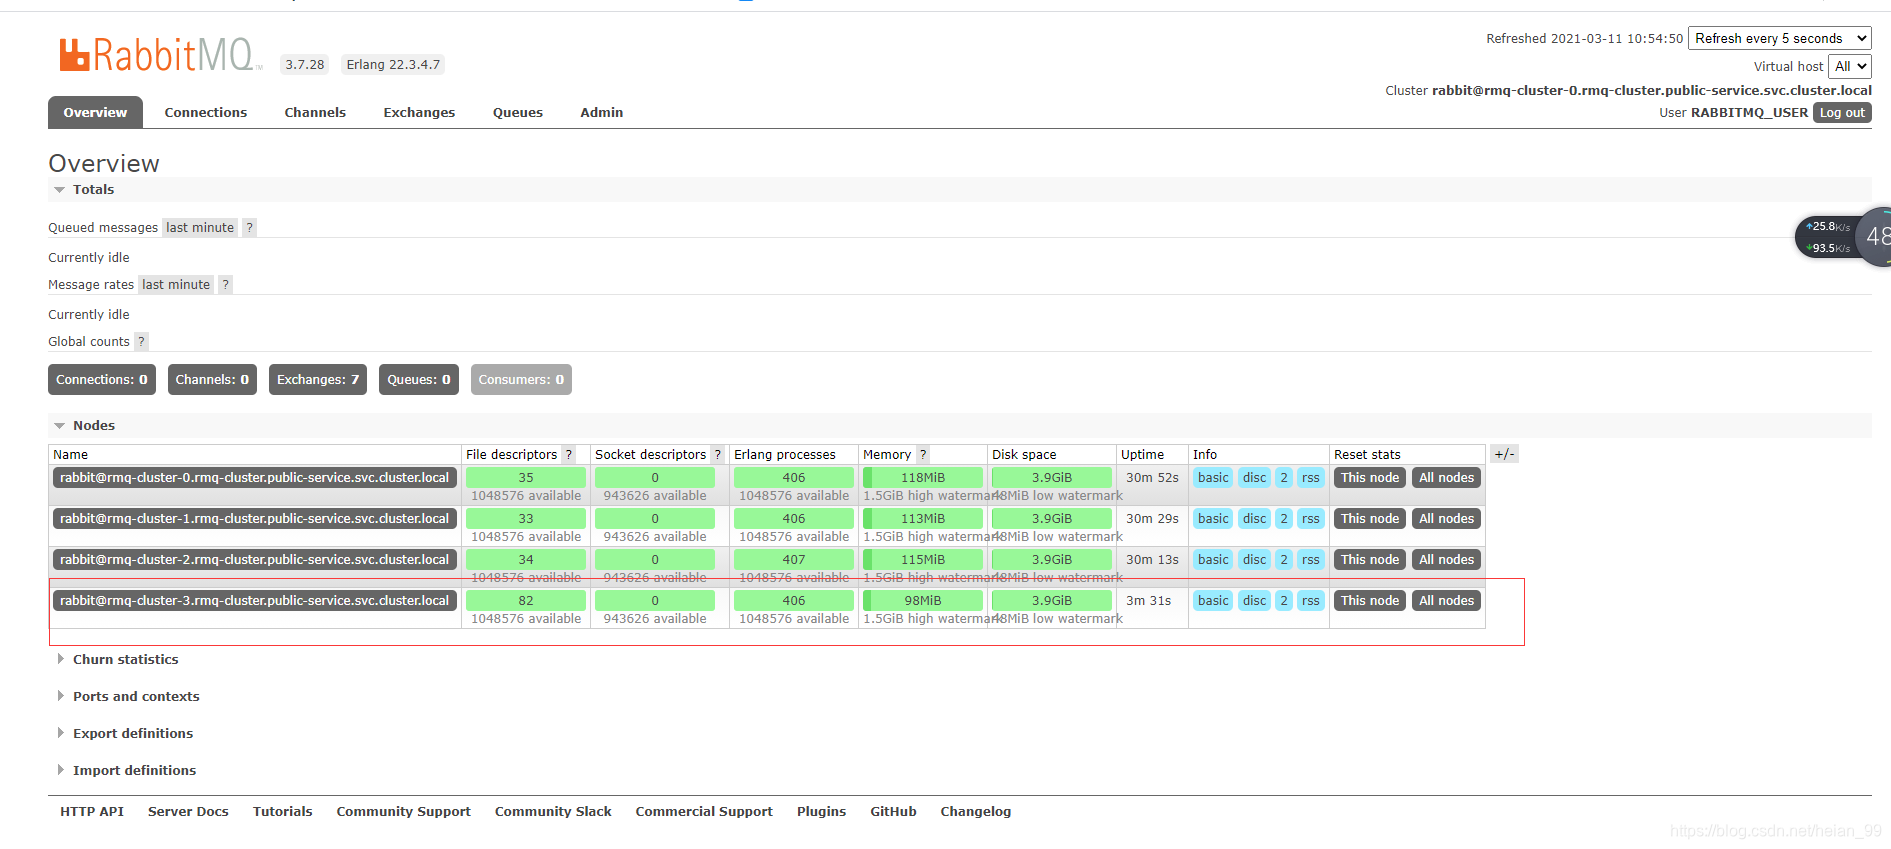 RabbitMQ TM 3.7.28 Erlang 22.3.4.7
Refreshed 2021-03-11 10:54:50 Refresh every 5 seconds
Virtual host All
Cluster rabbit@rmq-cluster-0.rmq-cluster.public-service.svc.cluster.local
User RABBITMQ_USER Log out
Overview Connections Channels Exchanges Queues Admin
Overview
Totals
Queued messages last minute ?
25.8K/s
93.5K/s
48
Currently idle
Message rates last minute ?
Currently idle
Global counts ?
Connections: 0 Channels: 0 Exchanges: 7 Queues: 0 Consumers: 0
Nodes
Name File descriptors ? Socket descriptors ? Erlang processes Memory ? Disk space Uptime Info Reset stats +/-
rabbit@rmq-cluster-0.rmq-cluster.public-service.svc.cluster.local 35 0 406 118MiB 3.9GiB 30m 52s basic disc 2 rss This node All nodes
1048576 available 943626 available 1048576 available 1.5GiB high watermark 48MiB low watermark
rabbit@rmq-cluster-1.rmq-cluster.public-service.svc.cluster.local 33 0 406 113MiB 3.9GiB 30m 29s basic disc 2 rss This node All nodes
1048576 available 943626 available 1048576 available 1.5GiB high watermark 48MiB low watermark
rabbit@rmq-cluster-2.rmq-cluster.public-service.svc.cluster.local 34 0 407 115MiB 3.9GiB 30m 13s basic disc 2 rss This node All nodes
1048576 available 943626 available 1048576 available 1.5GiB high watermark 48MiB low watermark
rabbit@rmq-cluster-3.rmq-cluster.public-service.svc.cluster.local 82 0 406 98MiB 3.9GiB 3m 31s basic disc 2 rss This node All nodes
1048576 available 943626 available 1048576 available 1.5GiB high watermark 48MiB low watermark
Churn statistics
Ports and contexts
Export definitions
Import definitions
HTTP API Server Docs Tutorials Community Support Community Slack Commercial Support Plugins GitHub Changelog
https://blog.csdn.net/heian_99